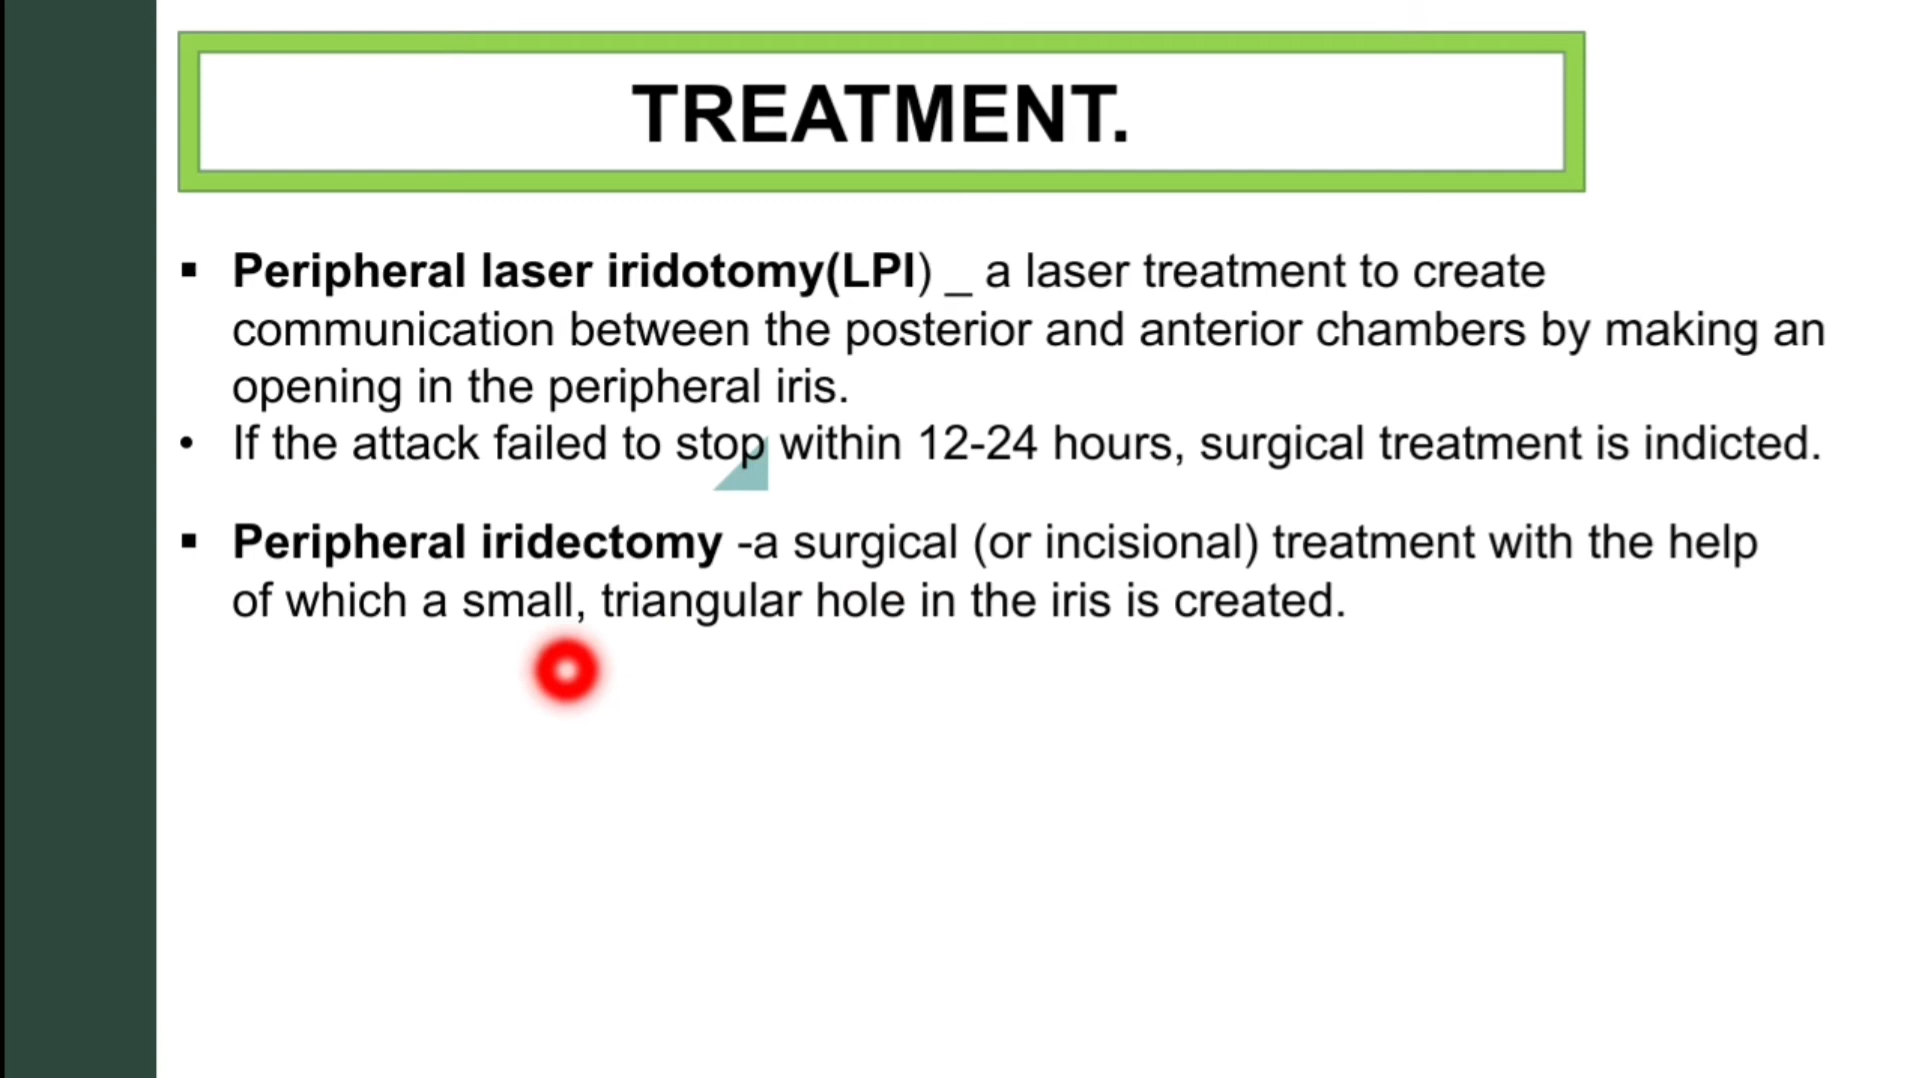 TREATMENT.
▪ Peripheral laser iridotomy(LPI) _ a laser treatment to create
communication between the posterior and anterior chambers by making an
opening in the peripheral iris.
• If the attack failed to stop within 12-24 hours, surgical treatment is indicted.
▪ Peripheral iridectomy -a surgical (or incisional) treatment with the help
of which a small, triangular hole in the iris is created.